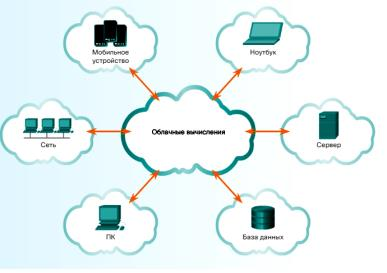 Мобильное
устройство
Ноутбук
Сеть
Облачные вычисления
Сервер
ПК
База данных